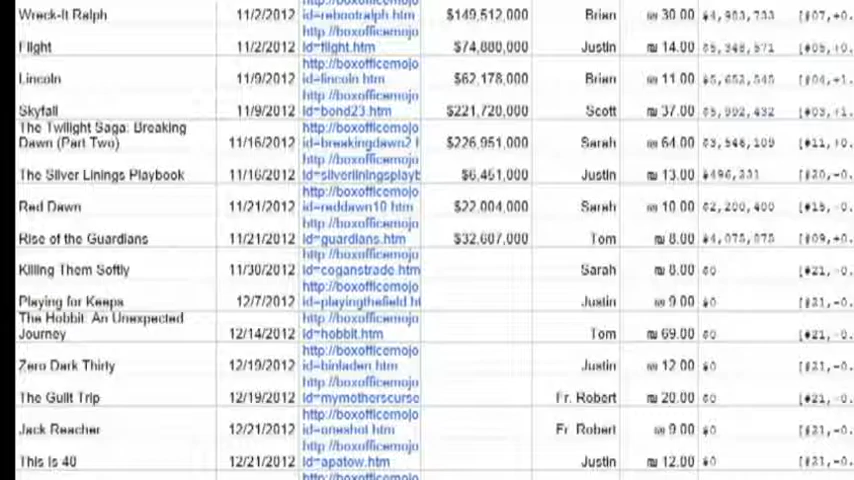 http://boxofficemojo
Wreck-It Ralph 11/2/2012 id=rebootralph.htm $149,512,000 Brian ₪ 30.00
http://boxofficemojo
Flight 11/2/2012 id=flight.htm $74,880,000 Justin ₪ 14.00
http://boxofficemojo
Lincoln 11/9/2012 id=lincoln.htm $62,178,000 Brian ₪ 11.00
http://boxofficemojo
Skyfall 11/9/2012 id=bond23.htm $221,720,000 Scott ₪ 37.00
The Twilight Saga: Breaking http://boxofficemojo
Dawn (Part Two) 11/16/2012 id=breakingdawn2 $226,951,000 Sarah ₪ 64.00
http://boxofficemojo
The Silver Linings Playbook 11/16/2012 id=silverliningsplayb $6,451,000 Justin ₪ 13.00
http://boxofficemojo
Red Dawn 11/21/2012 id=reddawn10.htm $22,004,000 Sarah ₪ 10.00
http://boxofficemojo
Rise of the Guardians 11/21/2012 id=guardians.htm $32,607,000 Tom ₪ 8.00
http://boxofficemojo
Killing Them Softly 11/30/2012 id=coganstrade.htm Sarah ₪ 8.00
http://boxofficemojo
Playing for Keeps 12/7/2012 id=playingthefield Justin ₪ 9.00
The Hobbit: An Unexpected http://boxofficemojo
Journey 12/14/2012 id=hobbit.htm Tom ₪ 69.00
http://boxofficemojo
Zero Dark Thirty 12/19/2012 id=binladen.htm Justin ₪ 12.00
http://boxofficemojo
The Guilt Trip 12/19/2012 id=mymotherscurse Fr. Robert ₪ 20.00
http://boxofficemojo
Jack Reacher 12/21/2012 id=oneshot.htm Fr. Robert ₪ 9.00
http://boxofficemojo
This is 40 12/21/2012 id=apatow.htm Justin ₪ 12.00